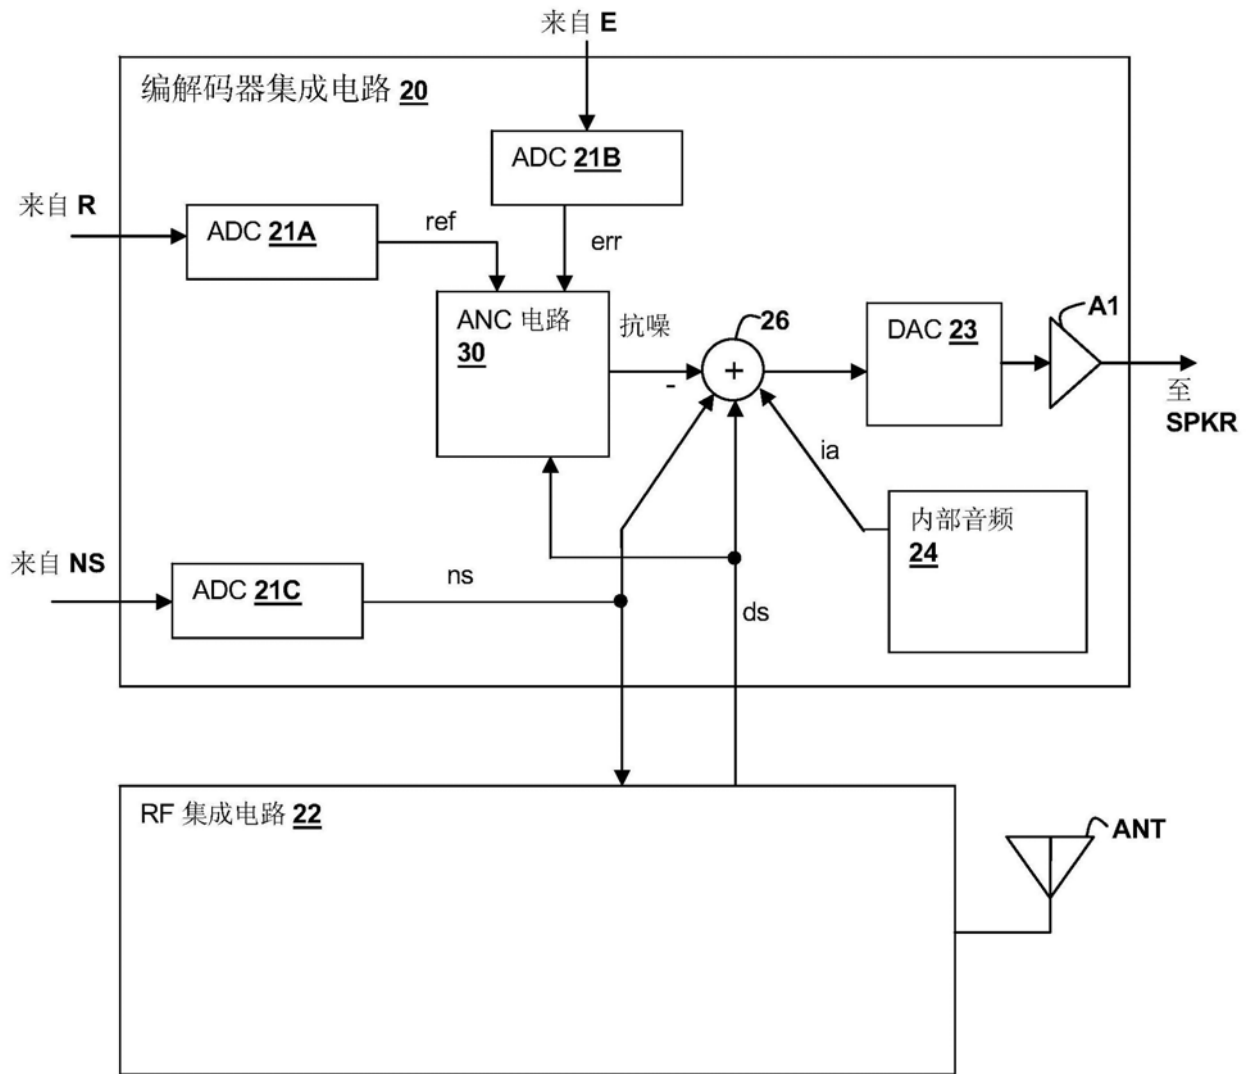 来自 E
编解码器集成电路 20
ADC 21B
来自 R
ADC 21A
ref
err
ANC 电路
30
抗噪
-
26
+
DAC 23
A1
至
SPKR
ia
内部音频
24
来自 NS
ADC 21C
ns
ds
RF 集成电路 22
ANT